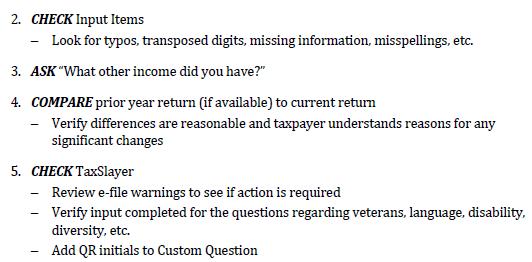 2. CHECK Input Items
– Look for typos, transposed digits, missing information, misspellings, etc.
3. ASK "What other income did you have?"
4. COMPARE prior year return (if available) to current return
– Verify differences are reasonable and taxpayer understands reasons for any
significant changes
5. CHECK TaxSlayer
– Review e-file warnings to see if action is required
– Verify input completed for the questions regarding veterans, language, disability,
diversity, etc.
– Add QR initials to Custom Question